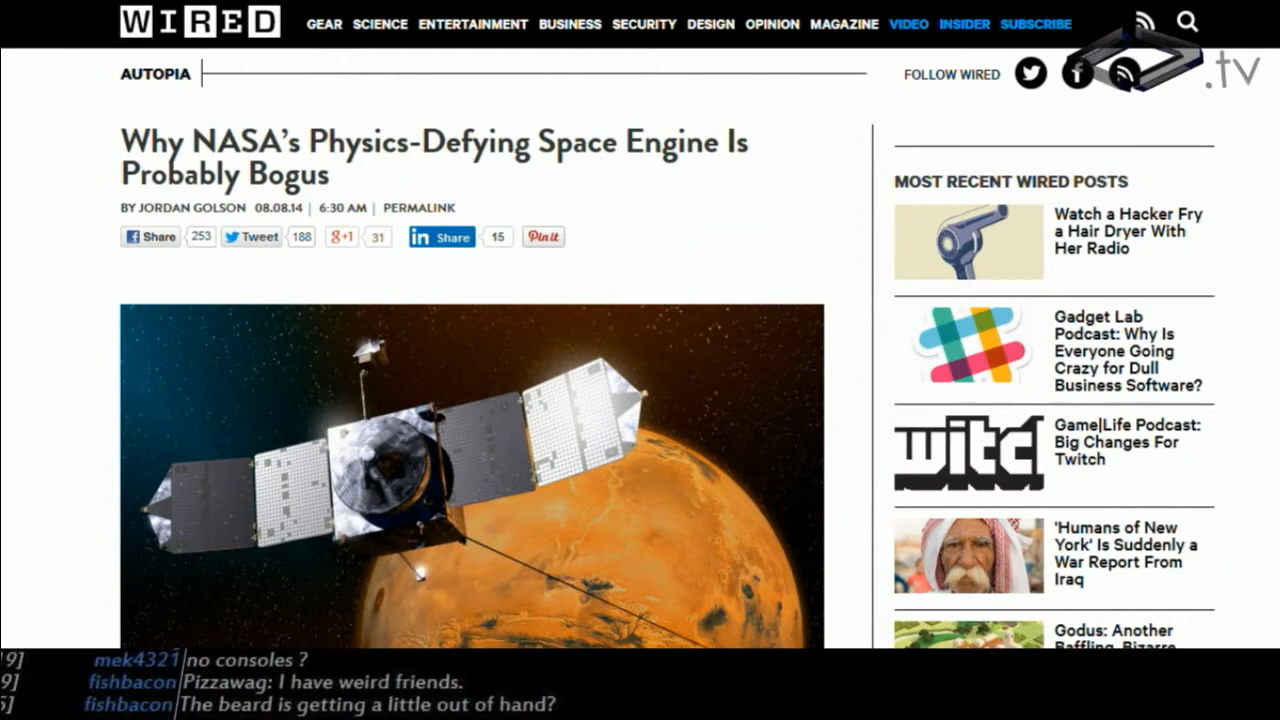 WIRED GEAR SCIENCE ENTERTAINMENT BUSINESS SECURITY DESIGN OPINION MAGAZINE VIDEO INSIDER SUBSCRIBE
AUTOPIA
FOLLOW WIRED
.tv
Why NASA's Physics-Defying Space Engine Is
Probably Bogus
BY JORDAN GOLSON 08.08.14 | 6:30 AM | PERMALINK
Share 253 Tweet 188 g+1 31 in Share 15 Pin it
MOST RECENT WIRED POSTS
Watch a Hacker Fry
a Hair Dryer With
Her Radio
Gadget Lab
Podcast: Why Is
Everyone Going
Crazy for Dull
Business Software?
witc
Game|Life Podcast:
Big Changes For
Twitch
'Humans of New
York' Is Suddenly a
War Report From
Iraq
Godus: Another
Baffling, Bizarre
9] mek4321 no consoles ?
9] fishbacon Pizzawag: I have weird friends.
5] fishbacon The beard is getting a little out of hand?